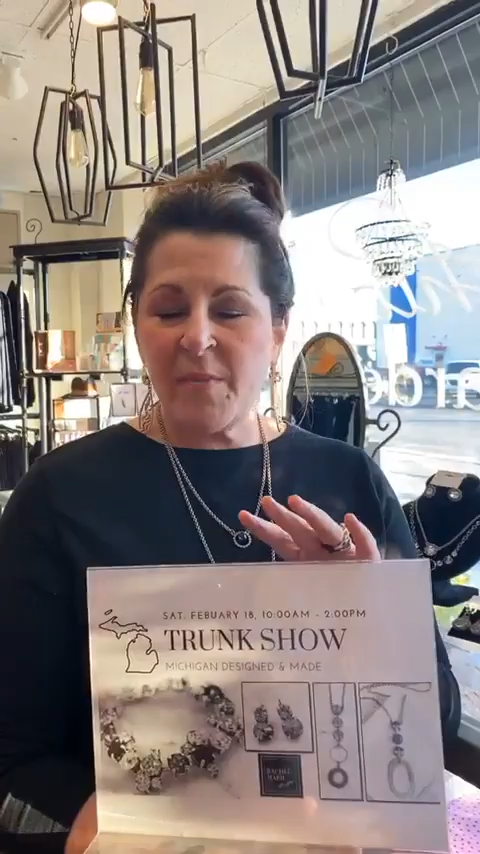 SAT. FEBUARY 18, 10:00AM - 2:00PM
TRUNK SHOW
MICHIGAN DESIGNED & MADE